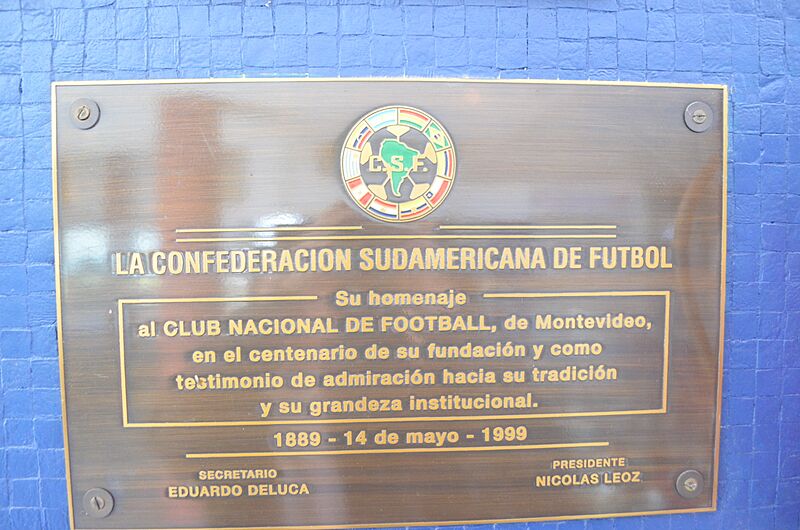 C.S.F.
LA CONFEDERACION SUDAMERICANA DE FUTBOL
Su homenaje
al CLUB NACIONAL DE FOOTBALL, de Montevideo,
en el centenario de su fundación y como
testimonio de admiración hacia su tradición
y su grandeza institucional.
1889 - 14 de mayo - 1999
SECRETARIO
EDUARDO DELUCA
PRESIDENTE
NICOLAS LEOZ